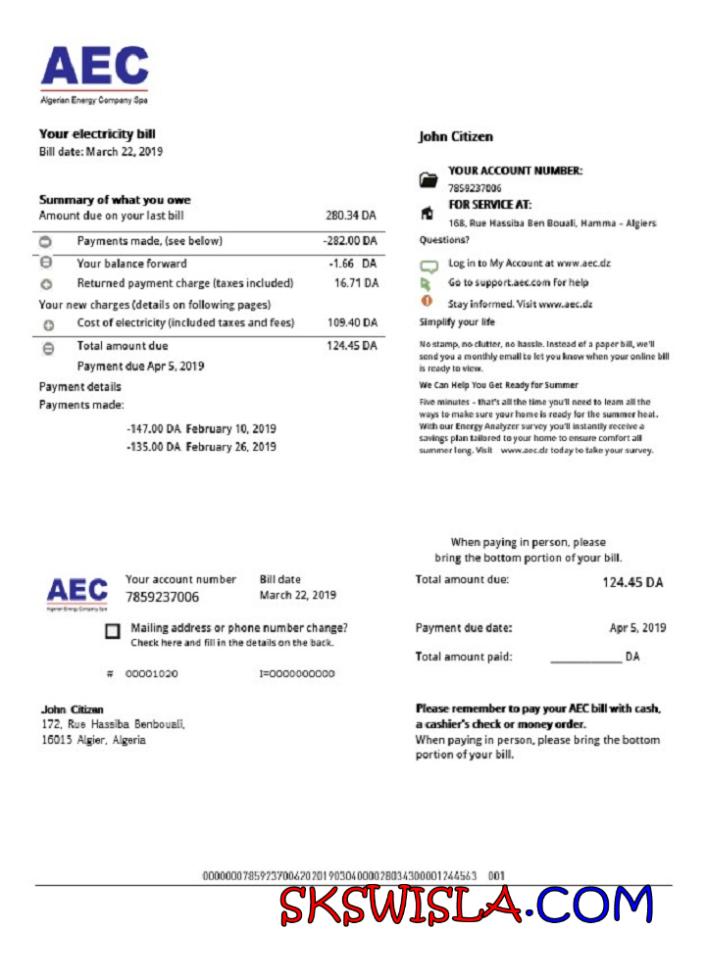 AEC
Algerian Energy Company Spa
Your electricity bill
Bill date: March 22, 2019
Summary of what you owe
Amount due on your last bill 280.34 DA
Payments made, (see below) -282.00 DA
Your balance forward -1.66 DA
Returned payment charge (taxes included) 16.71 DA
Your new charges (details on following pages)
Cost of electricity (included taxes and fees) 109.40 DA
Total amount due 124.45 DA
Payment due Apr 5, 2019
Payment details
Payments made:
-147.00 DA February 10, 2019
-135.00 DA February 26, 2019
John Citizen
YOUR ACCOUNT NUMBER:
7859237006
FOR SERVICE AT:
168, Rue Hassiba Ben Bouali, Hamma – Algiers
Questions?
Log in to My Account at www.aec.dz
Go to support.aec.com for help
Stay informed. Visit www.aec.dz
Simplify your life
No stamp, no clutter, no hassle. Instead of a paper bill, we'll
send you a monthly email to let you know when your online bill
is ready to view.
We Can Help You Get Ready for Summer
Five minutes – that's all the time you'll need to learn all the
ways to make sure your home is ready for the summer heat.
With our Energy Analyzer survey you'll instantly receive a
savings plan tailored to your home to ensure comfort all
summer long. Visit www.aec.dz today to take your survey.
When paying in person, please
bring the bottom portion of your bill.
AEC
Algerian Energy Company Spa
Your account number Bill date
7859237006 March 22, 2019
Mailing address or phone number change?
Check here and fill in the details on the back.
# 00001020 I=0000000000
John Citizen
172, Rue Hassiba Benbouali,
16015 Algier, Algeria
Total amount due: 124.45 DA
Payment due date: Apr 5, 2019
Total amount paid: ____________ DA
Please remember to pay your AEC bill with cash,
a cashier's check or money order.
When paying in person, please bring the bottom
portion of your bill.
0000000785923700620201903040000280343000012​44563 001
SKSWISLA.COM